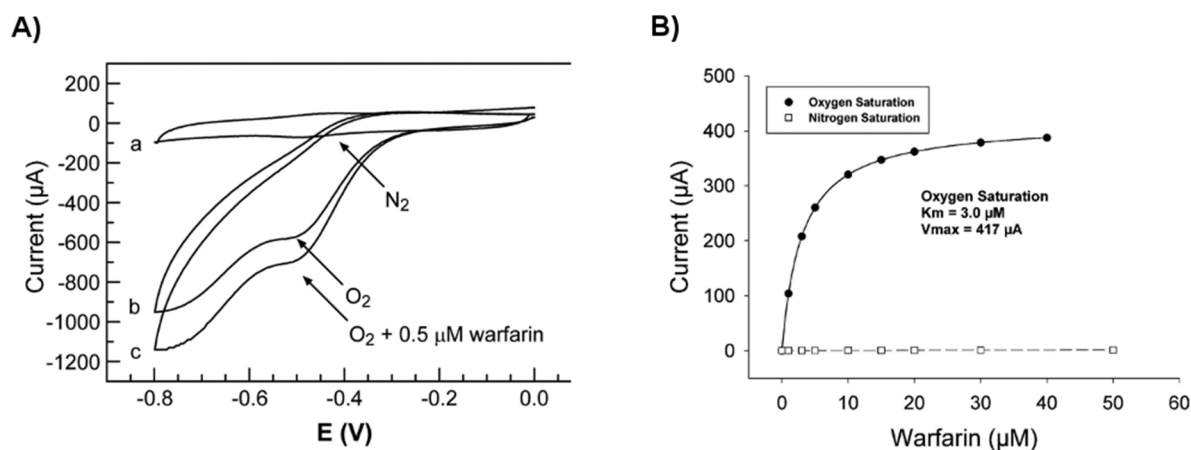 A)
200
0
-200
-400
-600
-800
-1000
-1200
Current (µA)
a
b
c
N2
O2
O2 + 0.5 µM warfarin
-0.8
-0.6
-0.4
-0.2
0.0
E (V)
B)
500
400
300
200
100
0
Current (µA)
Oxygen Saturation
Nitrogen Saturation
Oxygen Saturation
Km = 3.0 µM
Vmax = 417 µA
0
10
20
30
40
50
60
Warfarin (µM)